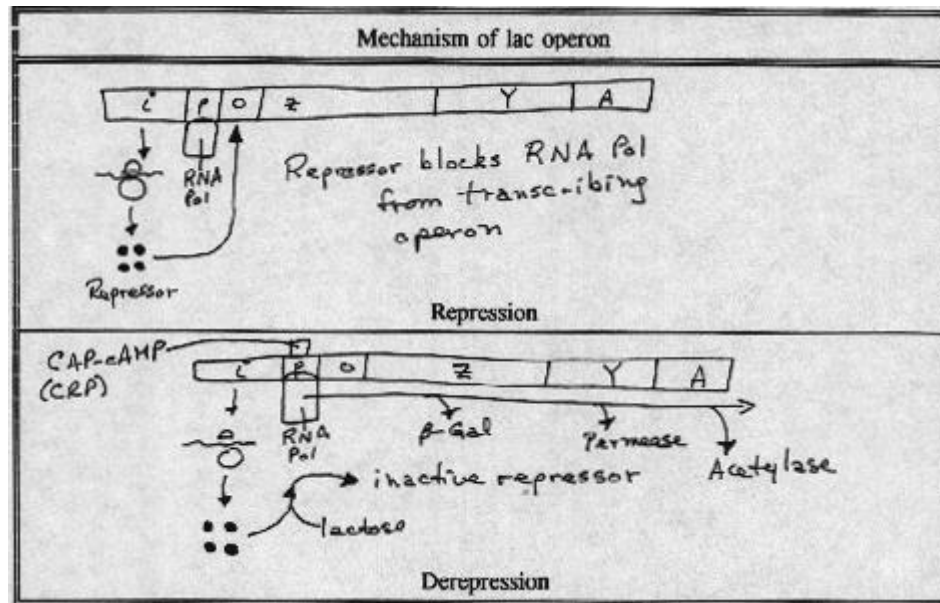 Mechanism of lac operon
i P O Z Y A
RNA
Pol
Repressor blocks RNA Pol
from transcribing
operon
Repressor
Repression
CAP-cAMP
(CRP)
i P O Z Y A
RNA
Pol
β-Gal
Permease
Acetylase
inactive repressor
lactose
Derepression